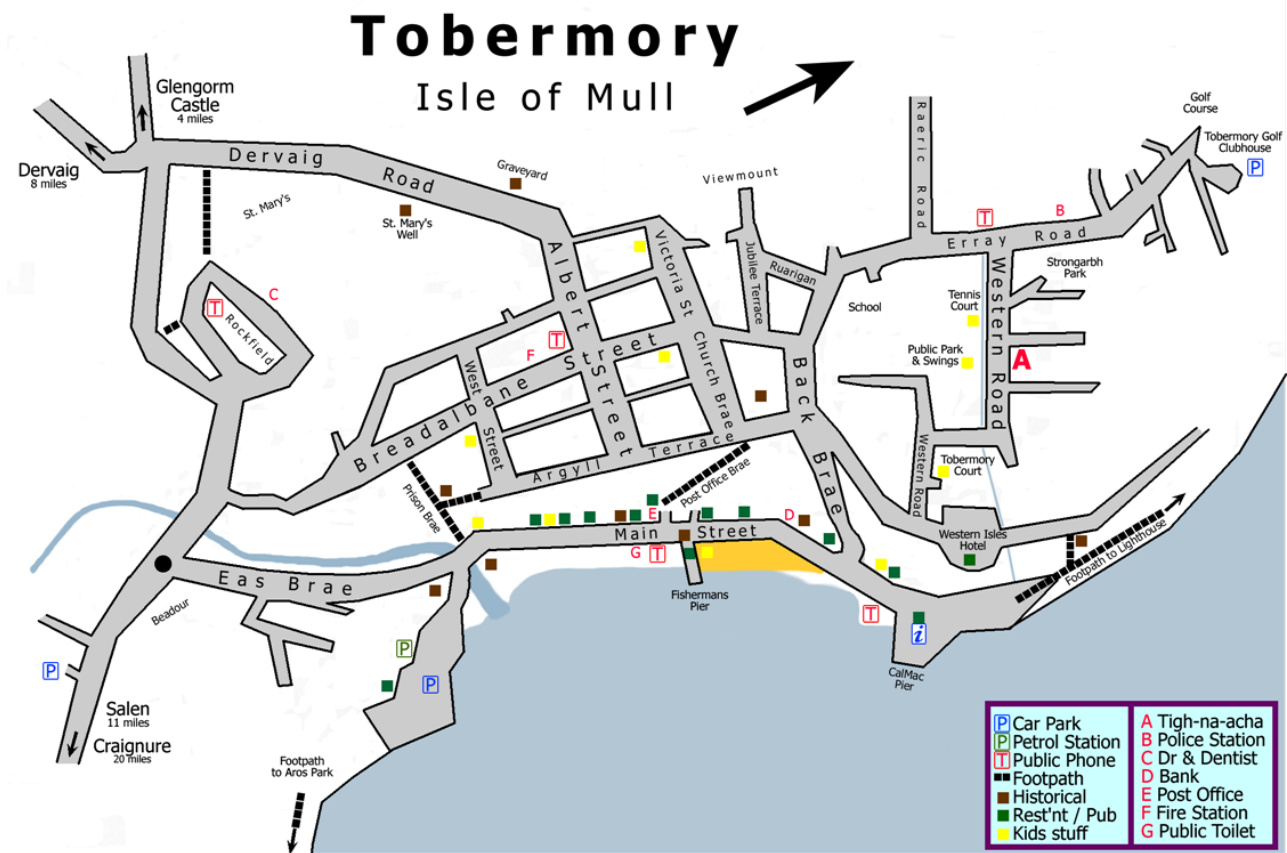 Tobermory
Isle of Mull
Glengorm
Castle
4 miles
Dervaig
8 miles
Dervaig
Road
Graveyard
St. Mary's
St. Mary's
Well
Viewmount
Raeric Road
Golf
Course
Tobermory Golf
Clubhouse
P
B
T
Erray Road
Albert
Street
Victoria St
Jubilee Terrace
Ruarigan
School
Strongarbh
Park
Tennis
Court
Western Road
C
T
Rockfield
T
F
Public Park
& Swings
A
Breadalbane Street
West
Street
Church Brae
Back
Brae
Argyll Terrace
Western Road
Tobermory
Court
Prison Brae
Post Office Brae
E
D
Main Street
G
T
Western Isles
Hotel
Footpath to Lighthouse
Eas Brae
Beadour
Fishermans
Pier
T
i
CalMac
Pier
P
P
P
Salen
11 miles
Craignure
20 miles
Footpath
to Aros Park
P Car Park
P Petrol Station
T Public Phone
Footpath
Historical
Rest'nt / Pub
Kids stuff
A Tigh-na-acha
B Police Station
C Dr & Dentist
D Bank
E Post Office
F Fire Station
G Public Toilet